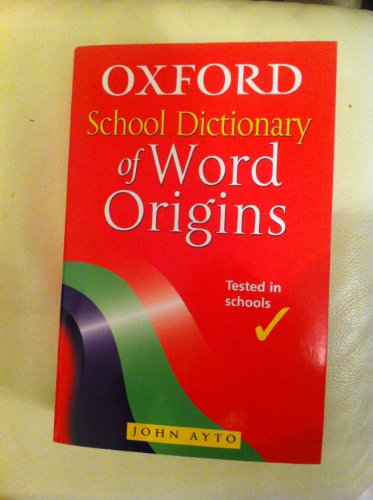 OXFORD
School Dictionary
of Word
Origins
Tested in
schools
JOHN AYTO